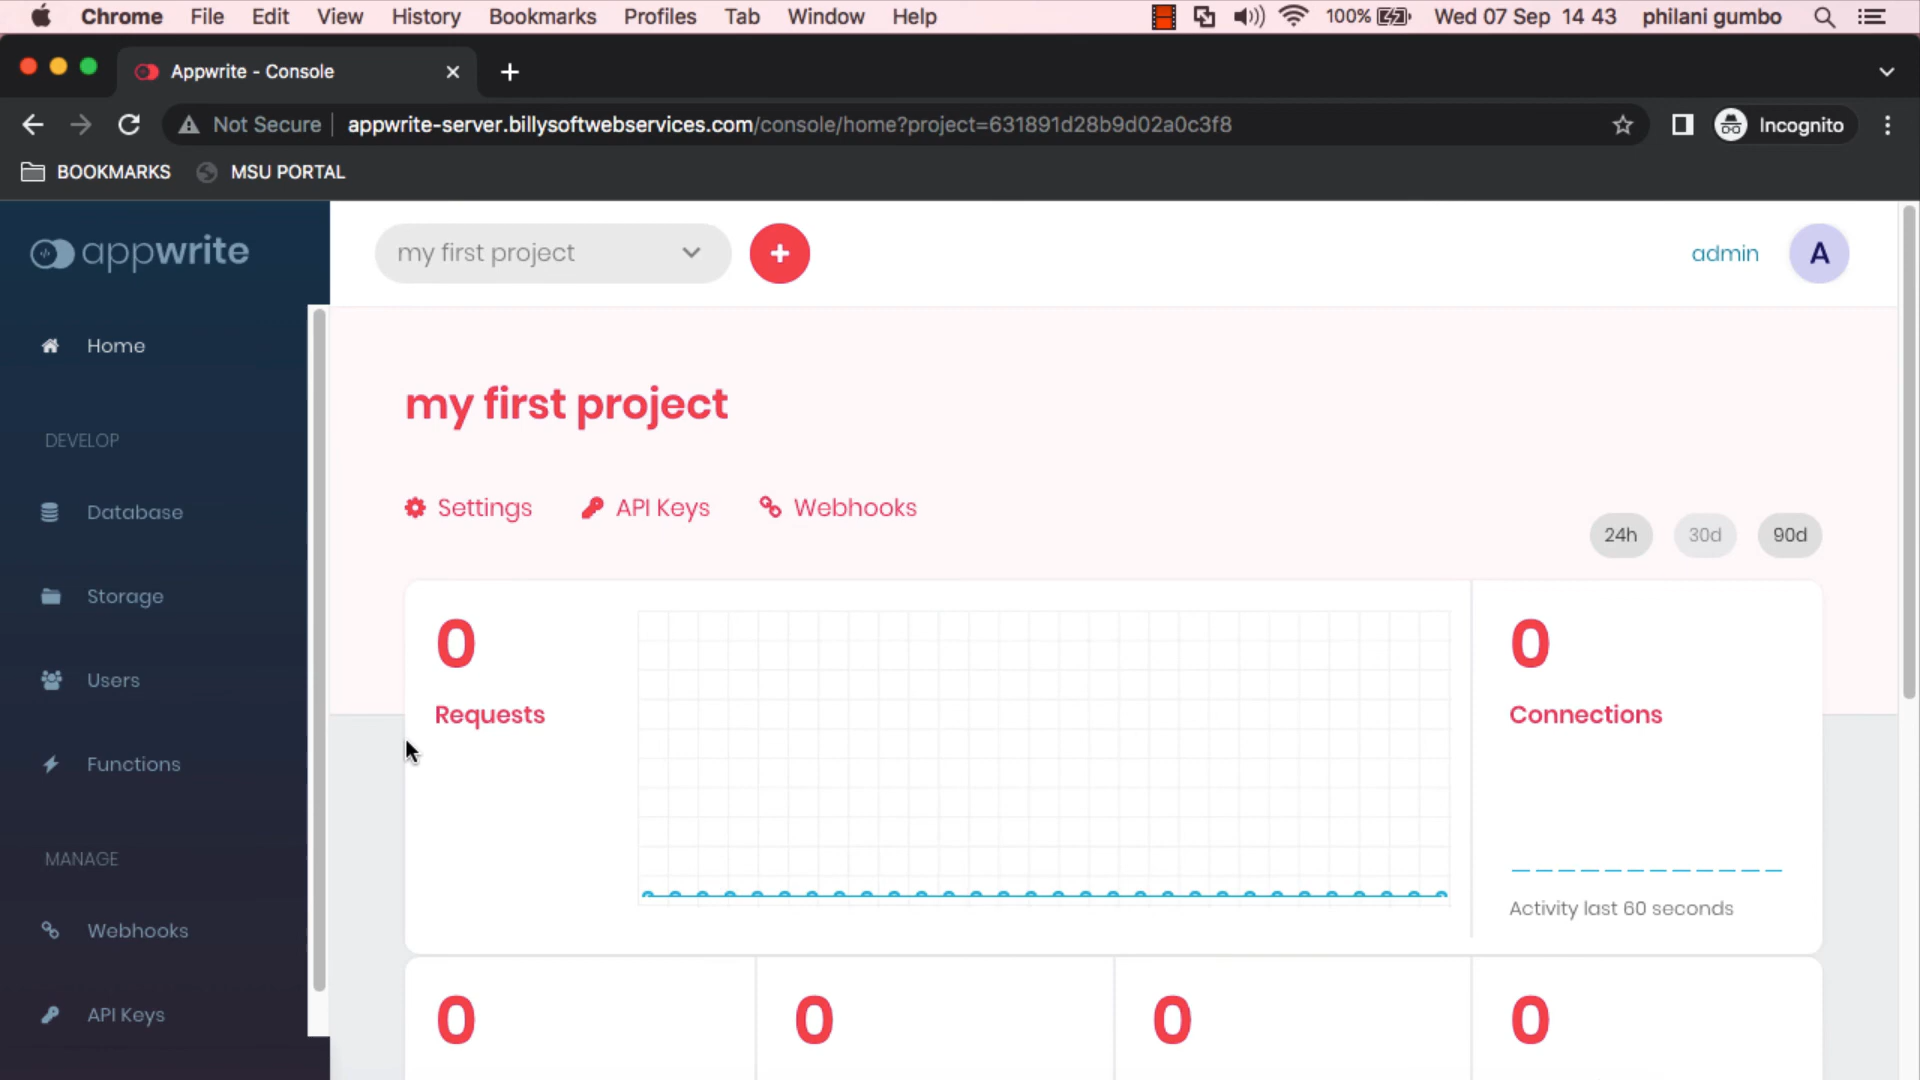 Chrome File Edit View History Bookmarks Profiles Tab Window Help 100% Wed 07 Sep 14 43 philani gumbo
Appwrite - Console
Not Secure appwrite-server.billysoftwebservices.com/console/home?project=631891d28b9d02a0c3f8 Incognito
BOOKMARKS MSU PORTAL
appwrite my first project + admin A
Home
my first project
DEVELOP
Database Settings API Keys Webhooks
24h 30d 90d
Storage
0 0
Users
Requests Connections
Functions
MANAGE
Activity last 60 seconds
Webhooks
API Keys
0 0 0 0